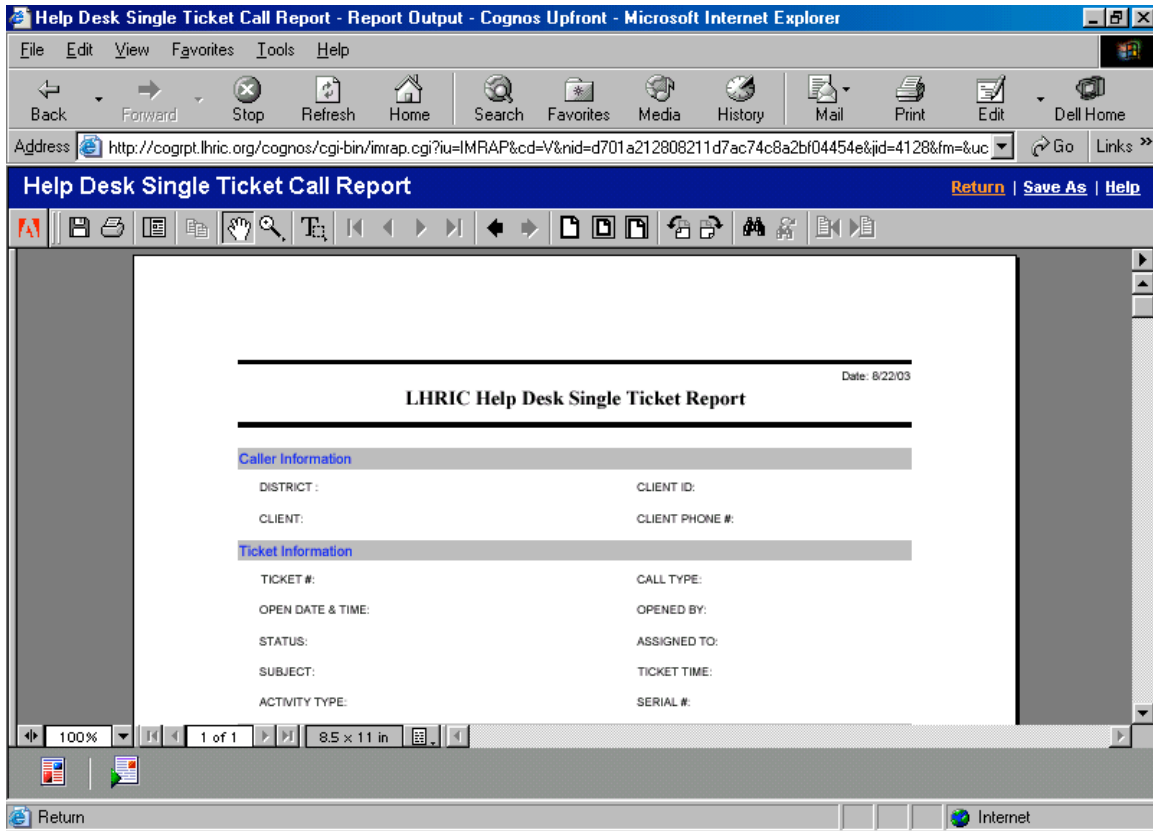 Help Desk Single Ticket Call Report - Report Output - Cognos Upfront - Microsoft Internet Explorer
File Edit View Favorites Tools Help
Back Forward Stop Refresh Home Search Favorites Media History Mail Print Edit Dell Home
Address http://cogrpt.lhric.org/cognos/cgi-bin/imrap.cgi?iu=IMRAP&cd=V&nid=d701a212808211d7ac74c8a2bf04454e&jid=4128&fm=&uc Go Links »
Help Desk Single Ticket Call Report Return | Save As | Help
Date: 8/22/03
LHRIC Help Desk Single Ticket Report
Caller Information
DISTRICT : CLIENT ID:
CLIENT: CLIENT PHONE #:
Ticket Information
TICKET #: CALL TYPE:
OPEN DATE & TIME: OPENED BY:
STATUS: ASSIGNED TO:
SUBJECT: TICKET TIME:
ACTIVITY TYPE: SERIAL #:
100% 1 of 1 8.5 x 11 in
Return Internet